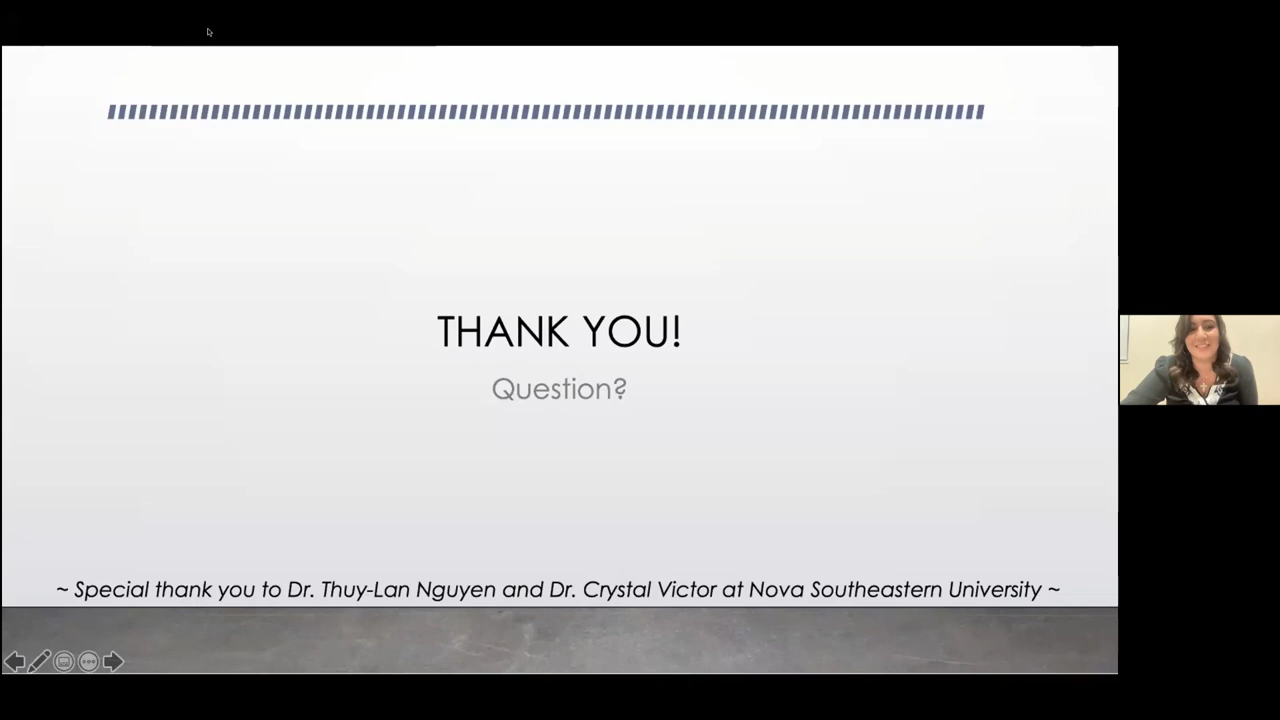 THANK YOU!
Question?
~ Special thank you to Dr. Thuy-Lan Nguyen and Dr. Crystal Victor at Nova Southeastern University ~